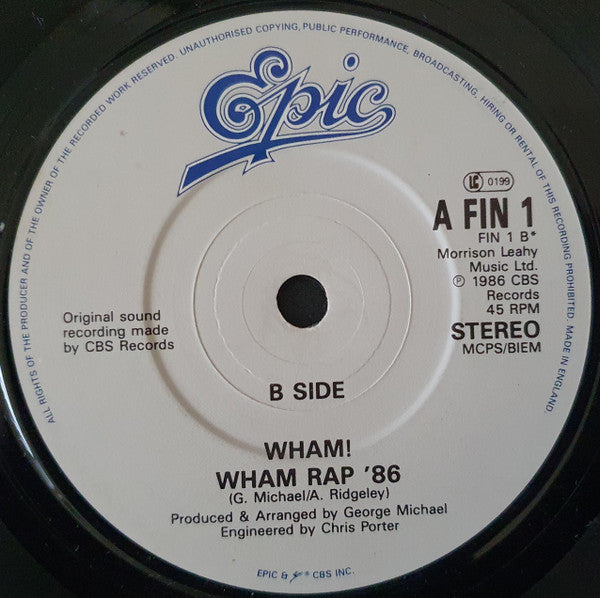 ALL RIGHTS OF THE PRODUCER AND OF THE OWNER OF THE RECORDED WORK RESERVED. UNAUTHORISED COPYING, PUBLIC PERFORMANCE, BROADCASTING, HIRING OR RENTAL OF THIS RECORDING PROHIBITED. MADE IN ENGLAND.
Epic
LC 0199
A FIN 1
FIN 1 B*
Morrison Leahy
Music Ltd.
℗ 1986 CBS
Records
45 RPM
STEREO
MCPS/BIEM
Original sound
recording made
by CBS Records
B SIDE
WHAM!
WHAM RAP '86
(G. Michael/A. Ridgeley)
Produced & Arranged by George Michael
Engineered by Chris Porter
EPIC & CBS INC.